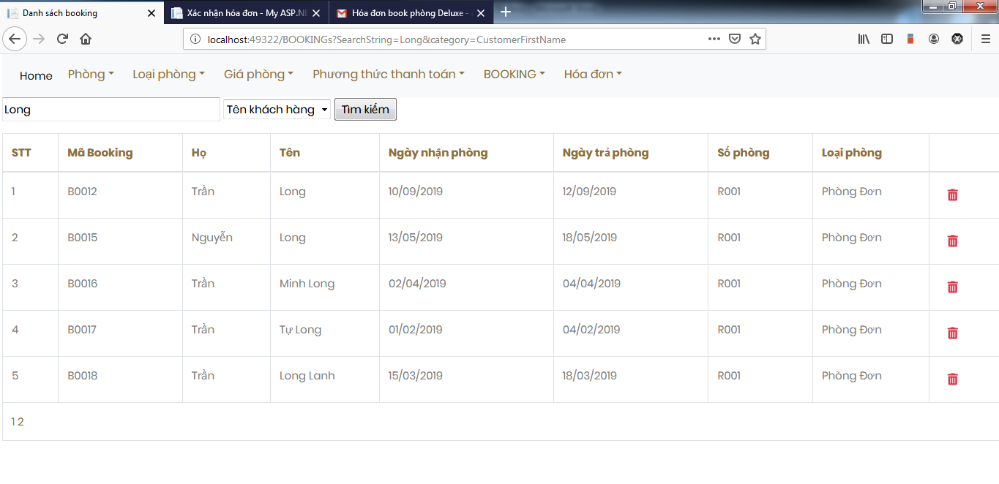 Danh sách booking
Xác nhận hóa đơn - My ASP.NE
Hóa đơn book phòng Deluxe -
localhost:49322/BOOKINGs?SearchString=Long&category=CustomerFirstName
Home Phòng Loại phòng Giá phòng Phương thức thanh toán BOOKING Hóa đơn
Long Tên khách hàng Tìm kiếm
STT Mã Booking Họ Tên Ngày nhận phòng Ngày trả phòng Số phòng Loại phòng
1 B0012 Trần Long 10/09/2019 12/09/2019 R001 Phòng Đơn
2 B0015 Nguyễn Long 13/05/2019 18/05/2019 R001 Phòng Đơn
3 B0016 Trần Minh Long 02/04/2019 04/04/2019 R001 Phòng Đơn
4 B0017 Trần Tự Long 01/02/2019 04/02/2019 R001 Phòng Đơn
5 B0018 Trần Long Lanh 15/03/2019 18/03/2019 R001 Phòng Đơn
1 2